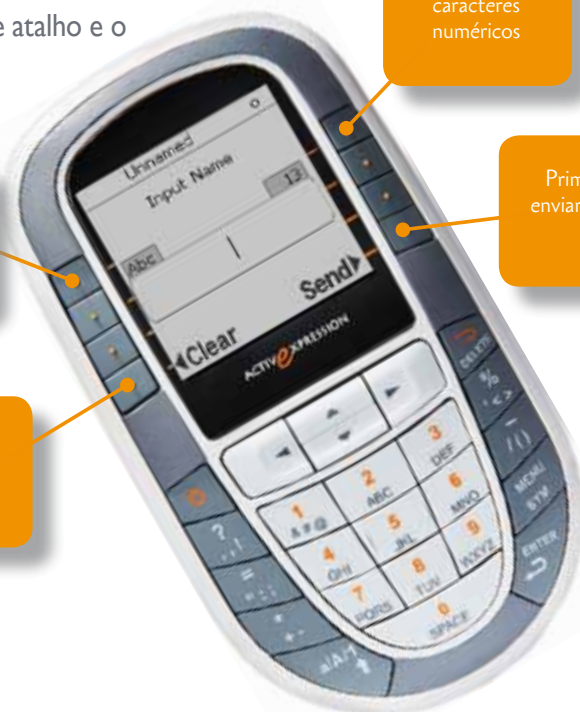 e atalho e o
caracteres
numéricos
Unnamed
Input Name
13
Prim
enviar
Abc
Send
Clear
ACTIVEXPRESSION
DELETE
%
' < >
/ ( )
1 2 3
& # @ ABC DEF
MENU
SYM
?
, . !
4 5 6
GHI JKL MNO
=
7 8 9
PQRS TUV WXYZ
ENTER
+ -
0
SPACE
a/A/1